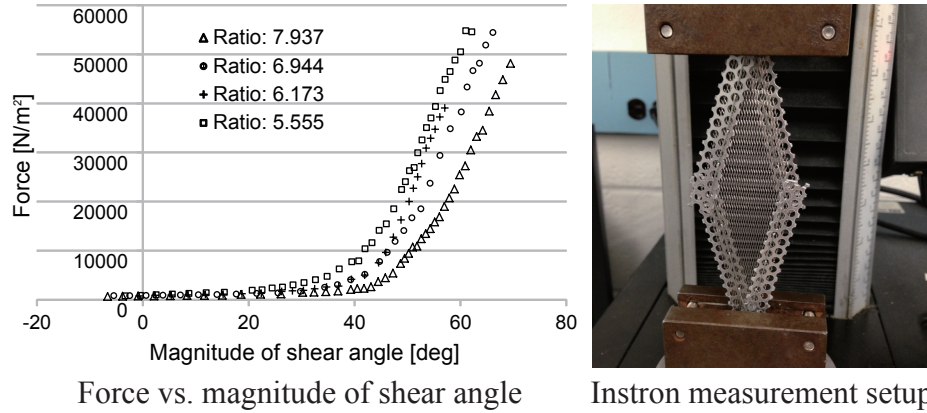 60000
50000
40000
30000
20000
10000
0
Force [N/m²]
Ratio: 7.937
Ratio: 6.944
Ratio: 6.173
Ratio: 5.555
-20 0 20 40 60 80
Magnitude of shear angle [deg]
Force vs. magnitude of shear angle
Instron measurement setup